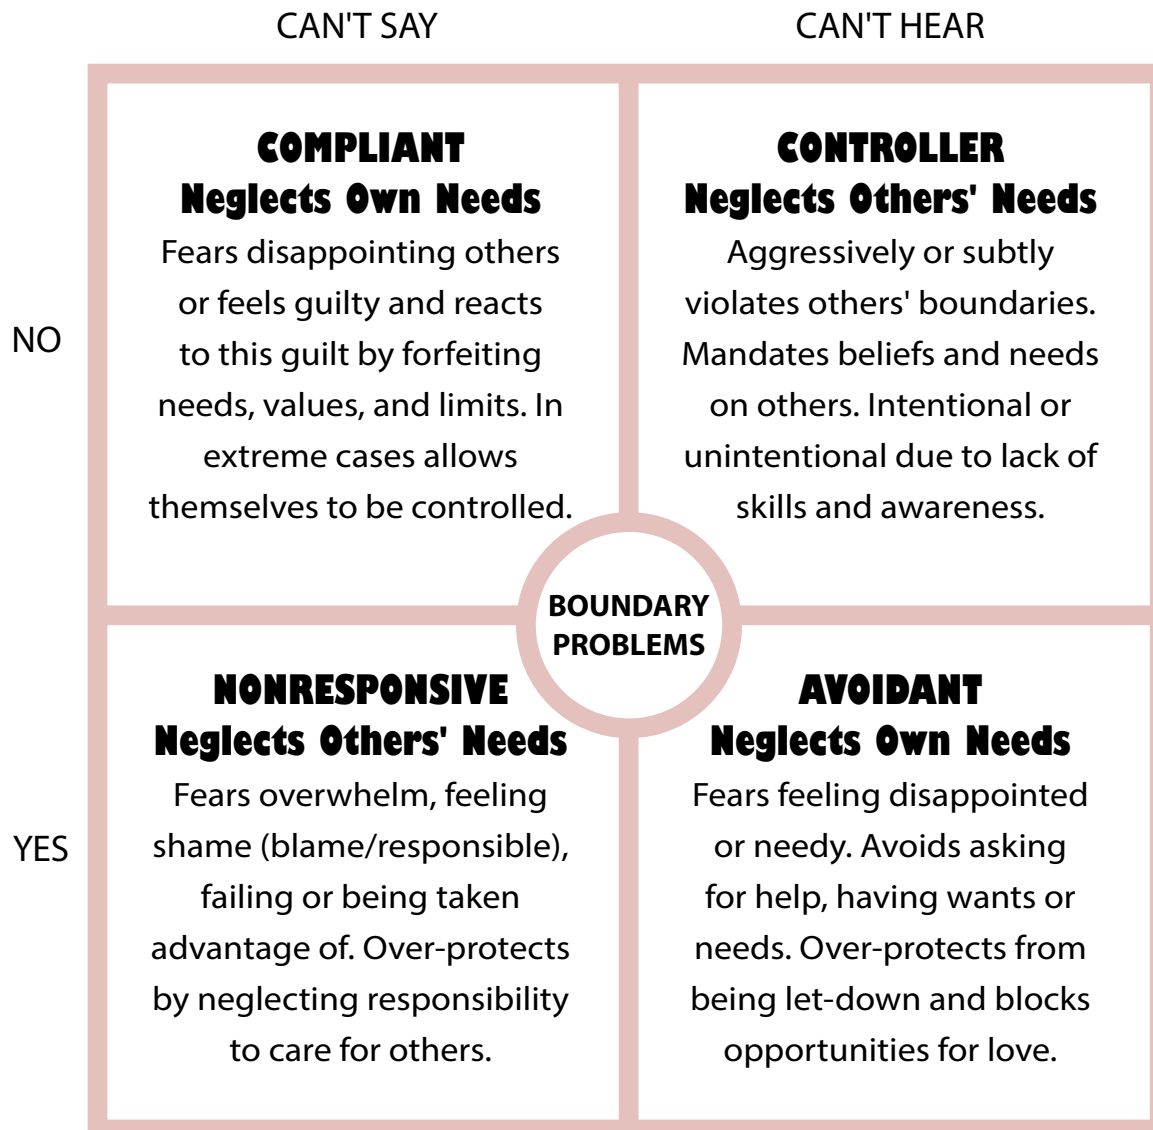 CAN'T SAY
CAN'T HEAR
NO
COMPLIANT
Neglects Own Needs
Fears disappointing others
or feels guilty and reacts
to this guilt by forfeiting
needs, values, and limits. In
extreme cases allows
themselves to be controlled.
CONTROLLER
Neglects Others' Needs
Aggressively or subtly
violates others' boundaries.
Mandates beliefs and needs
on others. Intentional or
unintentional due to lack of
skills and awareness.
BOUNDARY
PROBLEMS
YES
NONRESPONSIVE
Neglects Others' Needs
Fears overwhelm, feeling
shame (blame/responsible),
failing or being taken
advantage of. Over-protects
by neglecting responsibility
to care for others.
AVOIDANT
Neglects Own Needs
Fears feeling disappointed
or needy. Avoids asking
for help, having wants or
needs. Over-protects from
being let-down and blocks
opportunities for love.